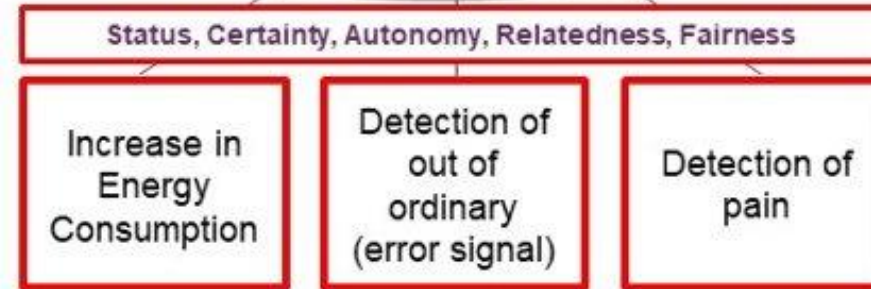 Status, Certainty, Autonomy, Relatedness, Fairness
Increase in
Energy
Consumption
Detection of
out of
ordinary
(error signal)
Detection of
pain